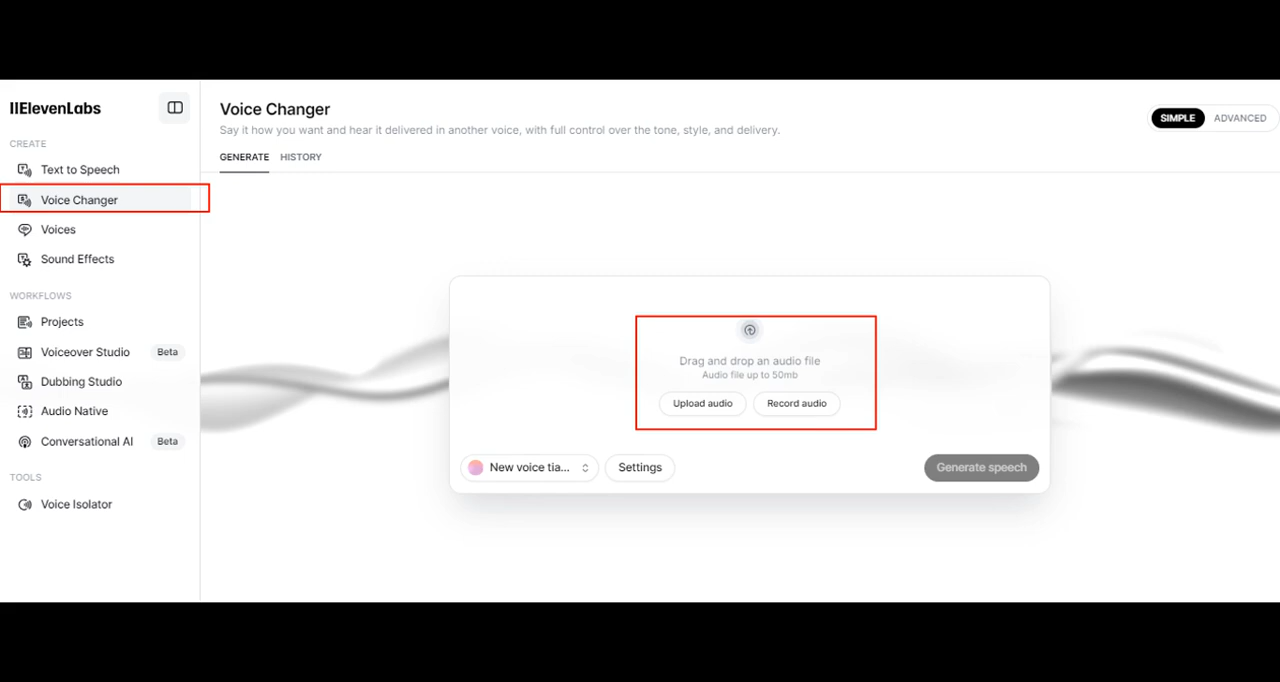 IIElevenLabs
CREATE
Text to Speech
Voice Changer
Voices
Sound Effects
WORKFLOWS
Projects
Voiceover Studio Beta
Dubbing Studio
Audio Native
Conversational AI Beta
TOOLS
Voice Isolator
Voice Changer
Say it how you want and hear it delivered in another voice, with full control over the tone, style, and delivery.
SIMPLE ADVANCED
GENERATE HISTORY
Drag and drop an audio file
Audio file up to 50mb
Upload audio Record audio
New voice tia... Settings Generate speech